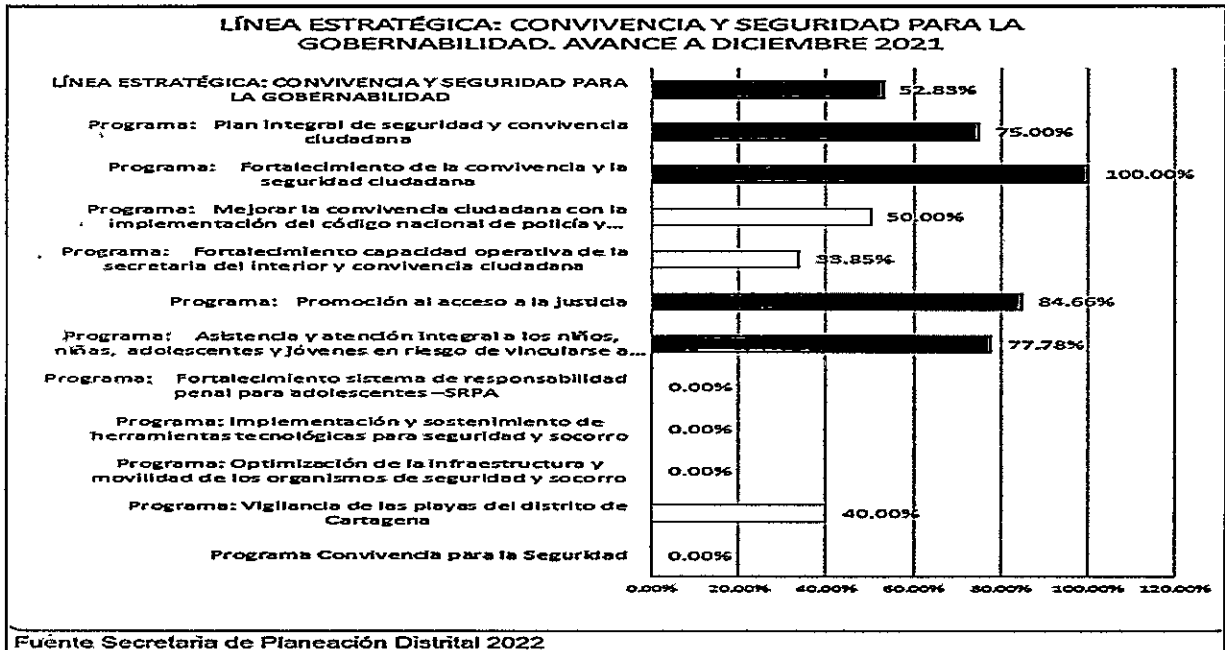 LÍNEA ESTRATÉGICA: CONVIVENCIA Y SEGURIDAD PARA LA
GOBERNABILIDAD. AVANCE A DICIEMBRE 2021
LÍNEA ESTRATÉGICA: CONVIVENCIA Y SEGURIDAD PARA
LA GOBERNABILIDAD
52.83%
Programa: Plan integral de seguridad y convivencia
ciudadana
75.00%
Programa: Fortalecimiento de la convivencia y la
seguridad ciudadana
100.00%
Programa: Mejorar la convivencia ciudadana con la
implementación del código nacional de policía y...
50.00%
Programa: Fortalecimiento capacidad operativa de la
secretaria del interior y convivencia ciudadana
33.85%
Programa: Promoción al acceso a la justicia
84.66%
Programa: Asistencia y atención integral a los niños,
niñas, adolescentes y jóvenes en riesgo de vincularse a...
77.78%
Programa: Fortalecimiento sistema de responsabilidad
penal para adolescentes –SRPA
0.00%
Programa: Implementación y sostenimiento de
herramientas tecnológicas para seguridad y socorro
0.00%
Programa: Optimización de la infraestructura y
movilidad de los organismos de seguridad y socorro
0.00%
Programa: Vigilancia de las playas del distrito de
Cartagena
40.00%
Programa Convivencia para la Seguridad
0.00%
0.00% 20.00% 40.00% 60.00% 80.00% 100.00% 120.00%
Fuente Secretaria de Planeación Distrital 2022